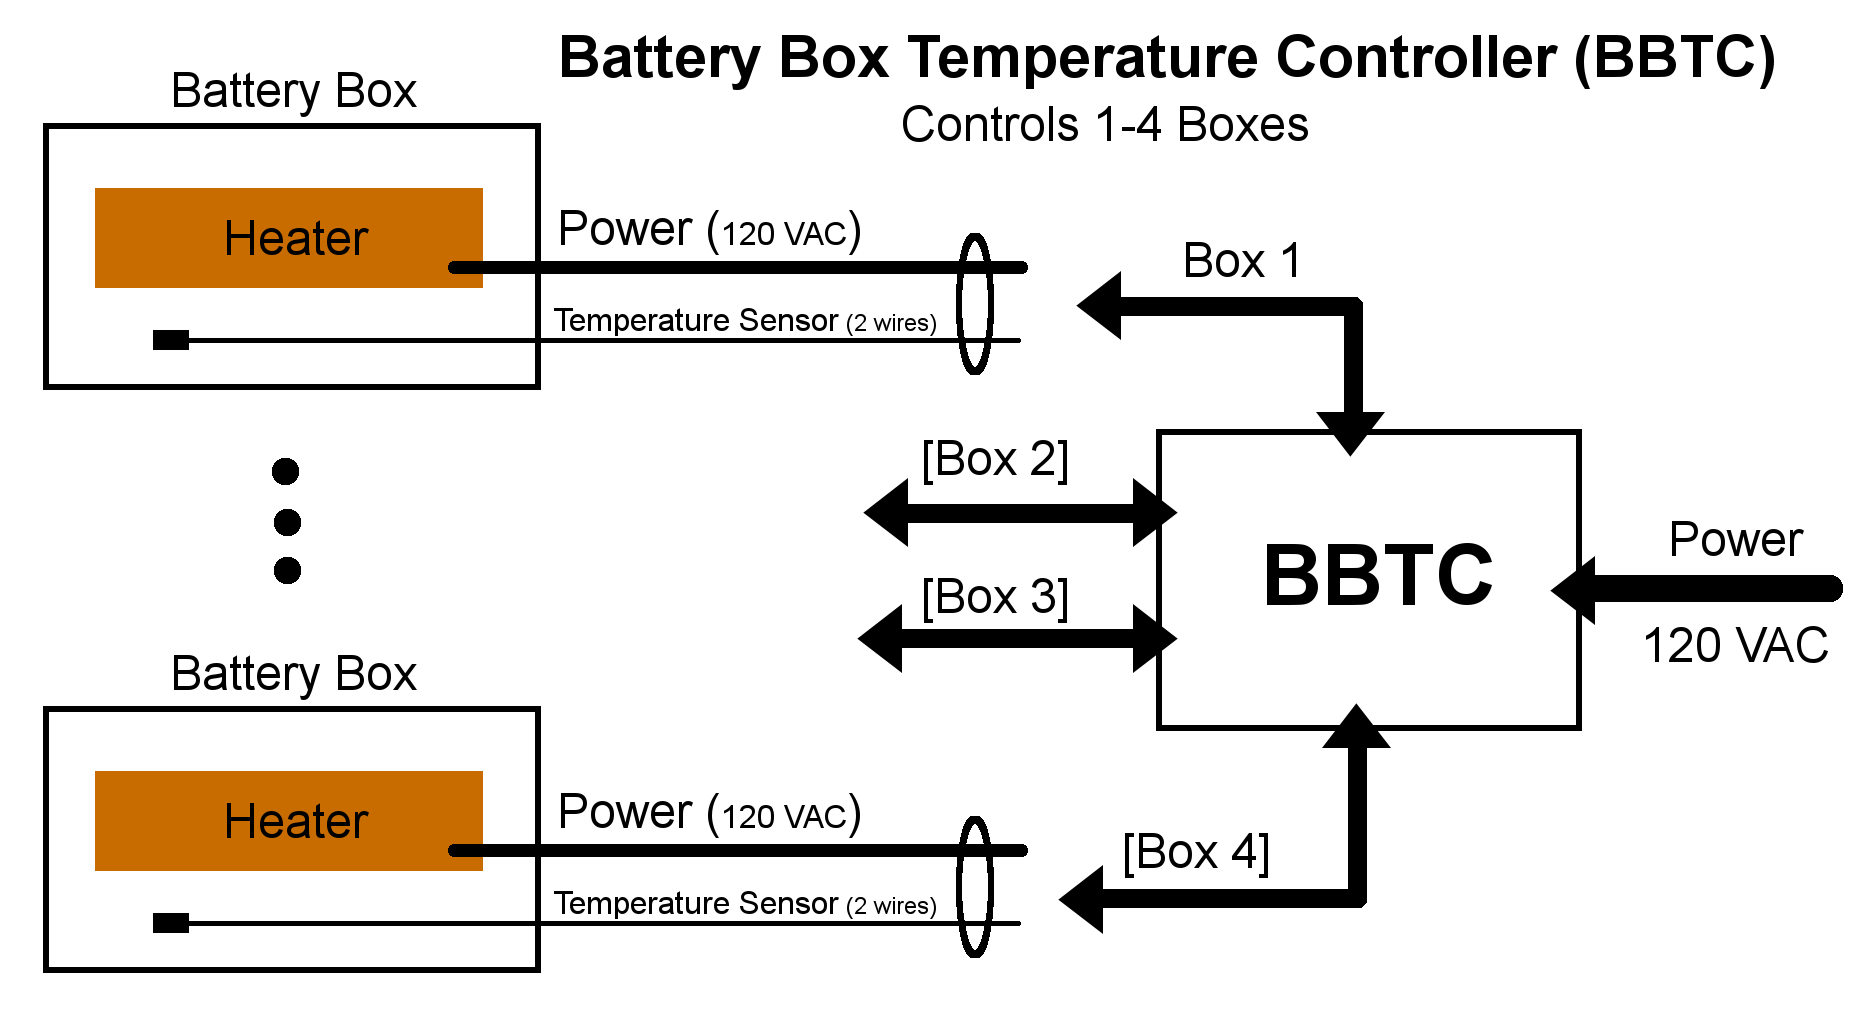 Battery Box Temperature Controller (BBTC)
Controls 1-4 Boxes
Battery Box
Heater
Power (120 VAC)
Temperature Sensor (2 wires)
Box 1
[Box 2]
[Box 3]
BBTC
Power
120 VAC
Battery Box
Heater
Power (120 VAC)
Temperature Sensor (2 wires)
[Box 4]